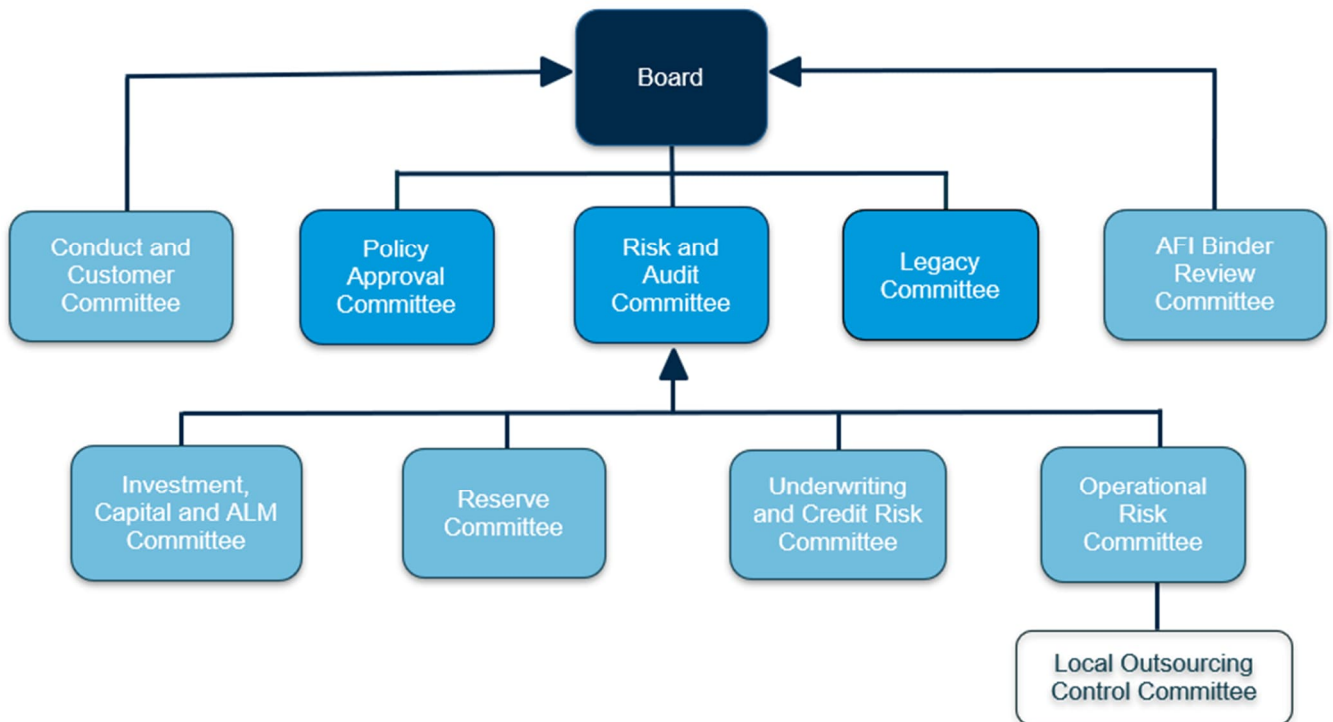 Board
Conduct and
Customer
Committee
Policy
Approval
Committee
Risk and
Audit
Committee
Legacy
Committee
AFI Binder
Review
Committee
Investment,
Capital and ALM
Committee
Reserve
Committee
Underwriting
and Credit Risk
Committee
Operational
Risk
Committee
Local Outsourcing
Control Committee